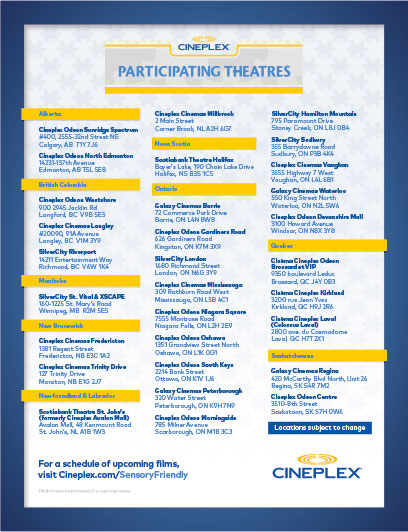 CINEPLEX
PARTICIPATING THEATRES
Alberta
Cineplex Odeon Sunridge Spectrum
#400, 2555-32nd Street NE
Calgary, AB T1Y 7J6
Cineplex Odeon North Edmonton
14231-137th Avenue
Edmonton, AB T5L 5E8
British Columbia
Cineplex Odeon Westshore
900 2945 Jacklin Rd
Langford, BC V9B 5E3
Cineplex Cinemas Langley
#20090, 91A Avenue
Langley, BC V1M 3Y9
SilverCity Riverport
14211 Entertainment Way
Richmond, BC V6W 1K4
Manitoba
SilverCity St. Vital & XSCAPE
160-1225 St. Mary's Road
Winnipeg, MB R2M 5E5
New Brunswick
Cineplex Cinemas Fredericton
1381 Regent Street
Fredericton, NB E3C 1A2
Cineplex Cinemas Trinity Drive
127 Trinity Drive
Moncton, NB E1G 2J7
Newfoundland & Labrador
Scotiabank Theatre St. John's
(formerly Cineplex Avalon Mall)
Avalon Mall, 48 Kenmount Road
St. John's, NL A1B 1W3
Cineplex Cinemas Millbrook
2 Main Street
Corner Brook, NL A2H 6G7
Nova Scotia
Scotiabank Theatre Halifax
Bayer's Lake, 190 Chain Lake Drive
Halifax, NS B3S 1C5
Ontario
Galaxy Cinemas Barrie
72 Commerce Park Drive
Barrie, ON L4N 8W8
Cineplex Odeon Gardiners Road
626 Gardiners Road
Kingston, ON K7M 3X9
SilverCity London
1680 Richmond Street
London, ON N6G 3Y9
Cineplex Cinemas Mississauga
309 Rathburn Road West
Mississauga, ON L5B 4C1
Cineplex Odeon Niagara Square
7555 Montrose Road
Niagara Falls, ON L2H 2E9
Cineplex Odeon Oshawa
1351 Grandview Street North
Oshawa, ON L1K 0G1
Cineplex Odeon South Keys
2214 Bank Street
Ottawa, ON K1V 1J6
Galaxy Cinemas Peterborough
320 Water Street
Peterborough, ON K9H 7N9
Cineplex Odeon Morningside
785 Milner Avenue
Scarborough, ON M1B 3C3
SilverCity Hamilton Mountain
795 Paramount Drive
Stoney Creek, ON L8J 0B4
SilverCity Sudbury
355 Barrydowne Road
Sudbury, ON P3B 4K4
Cineplex Cinemas Vaughan
3555 Highway 7 West
Vaughan, ON L4L 6B1
Galaxy Cinemas Waterloo
550 King Street North
Waterloo, ON N2L 5W6
Cineplex Odeon Devonshire Mall
3100 Howard Avenue
Windsor, ON N8X 3Y8
Quebec
Cinéma Cineplex Odeon
Brossard et VIP
9350 boulevard Leduc
Brossard, QC J4Y 0B3
Cinéma Cineplex Kirkland
3200 rue Jean Yves
Kirkland, QC H9J 2R6
Cinéma Cineplex Laval
(Colossus Laval)
2800 ave. du Cosmodome
Laval, QC H7T 2X1
Saskatchewan
Galaxy Cinemas Regina
420 McCarthy Blvd North, Unit 26
Regina, SK S4R 7M2
Cineplex Odeon Centre
3510-8th Street
Saskatoon, SK S7H 0W6
Locations subject to change
For a schedule of upcoming films,
visit Cineplex.com/SensoryFriendly
CINEPLEX